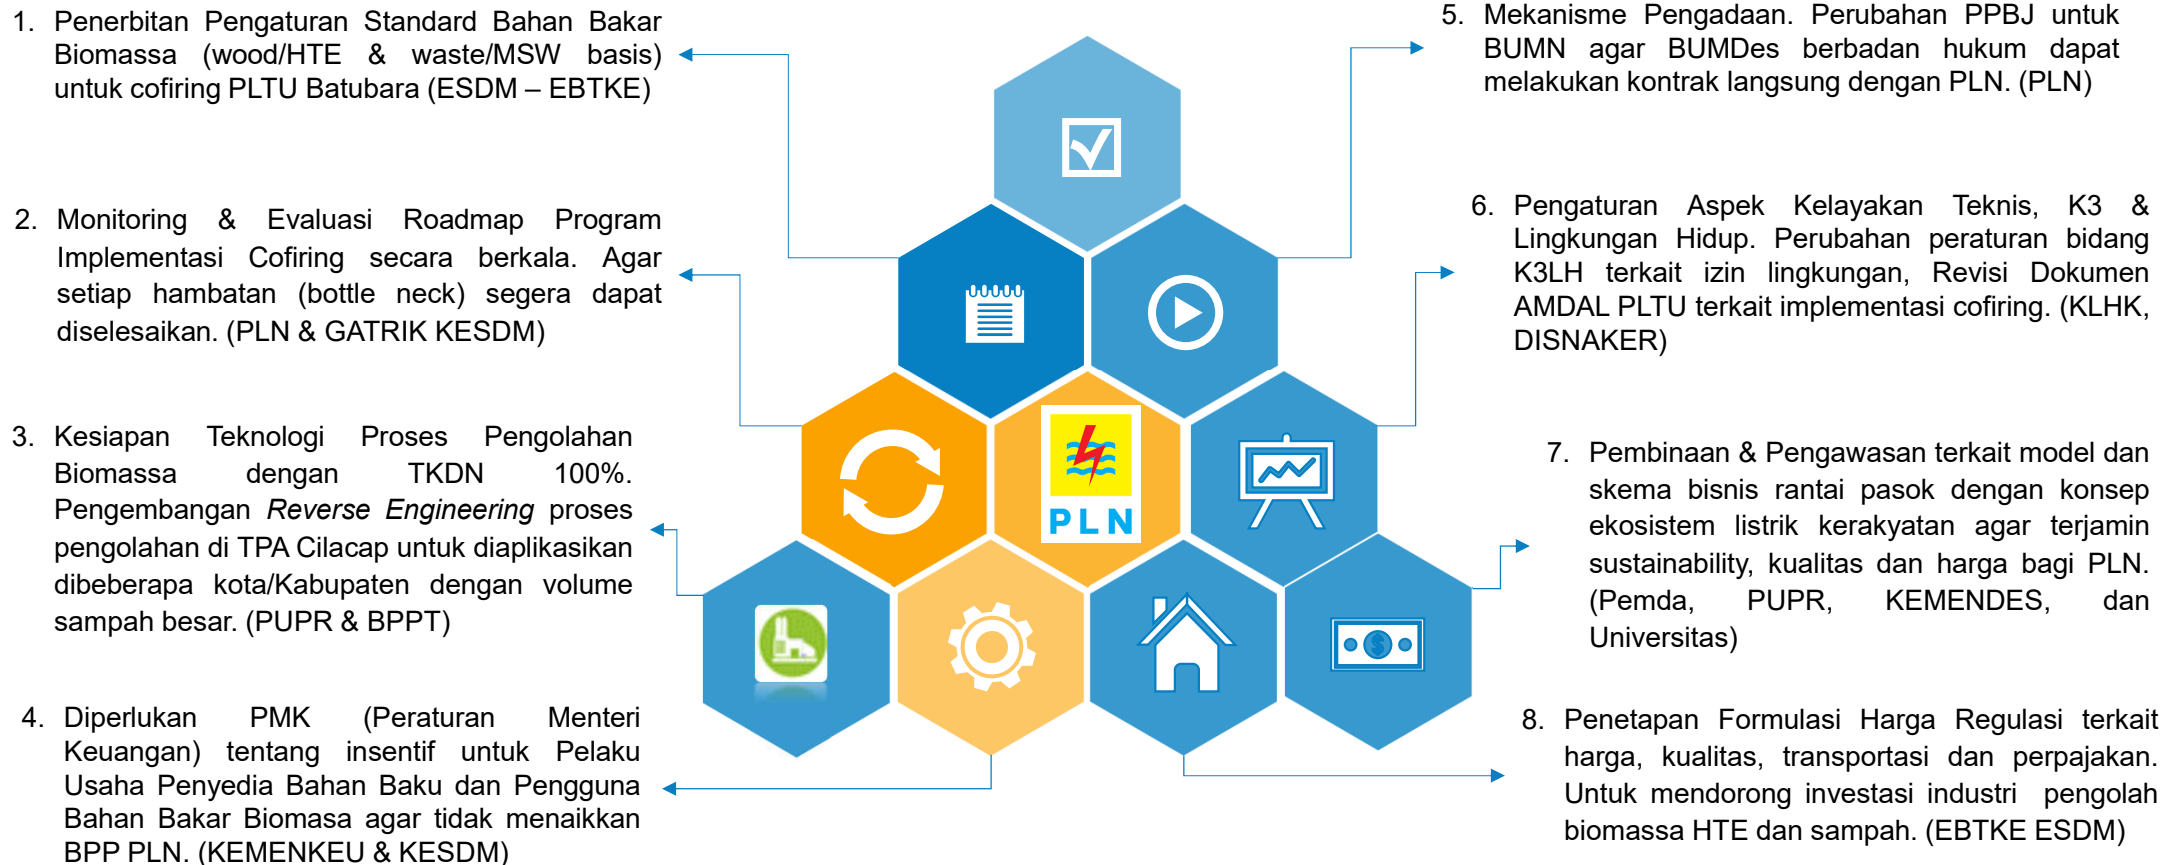 1. Penerbitan Pengaturan Standard Bahan Bakar
Biomassa (wood/HTE & waste/MSW basis)
untuk cofiring PLTU Batubara (ESDM – EBTKE)
2. Monitoring & Evaluasi Roadmap Program
Implementasi Cofiring secara berkala. Agar
setiap hambatan (bottle neck) segera dapat
diselesaikan. (PLN & GATRIK KESDM)
3. Kesiapan Teknologi Proses Pengolahan
Biomassa dengan TKDN 100%.
Pengembangan Reverse Engineering proses
pengolahan di TPA Cilacap untuk diaplikasikan
dibeberapa kota/Kabupaten dengan volume
sampah besar. (PUPR & BPPT)
4. Diperlukan PMK (Peraturan Menteri
Keuangan) tentang insentif untuk Pelaku
Usaha Penyedia Bahan Baku dan Pengguna
Bahan Bakar Biomasa agar tidak menaikkan
BPP PLN. (KEMENKEU & KESDM)
PLN
5. Mekanisme Pengadaan. Perubahan PPBJ untuk
BUMN agar BUMDes berbadan hukum dapat
melakukan kontrak langsung dengan PLN. (PLN)
6. Pengaturan Aspek Kelayakan Teknis, K3 &
Lingkungan Hidup. Perubahan peraturan bidang
K3LH terkait izin lingkungan, Revisi Dokumen
AMDAL PLTU terkait implementasi cofiring. (KLHK,
DISNAKER)
7. Pembinaan & Pengawasan terkait model dan
skema bisnis rantai pasok dengan konsep
ekosistem listrik kerakyatan agar terjamin
sustainability, kualitas dan harga bagi PLN.
(Pemda, PUPR, KEMENDES, dan
Universitas)
$
8. Penetapan Formulasi Harga Regulasi terkait
harga, kualitas, transportasi dan perpajakan.
Untuk mendorong investasi industri pengolah
biomassa HTE dan sampah. (EBTKE ESDM)